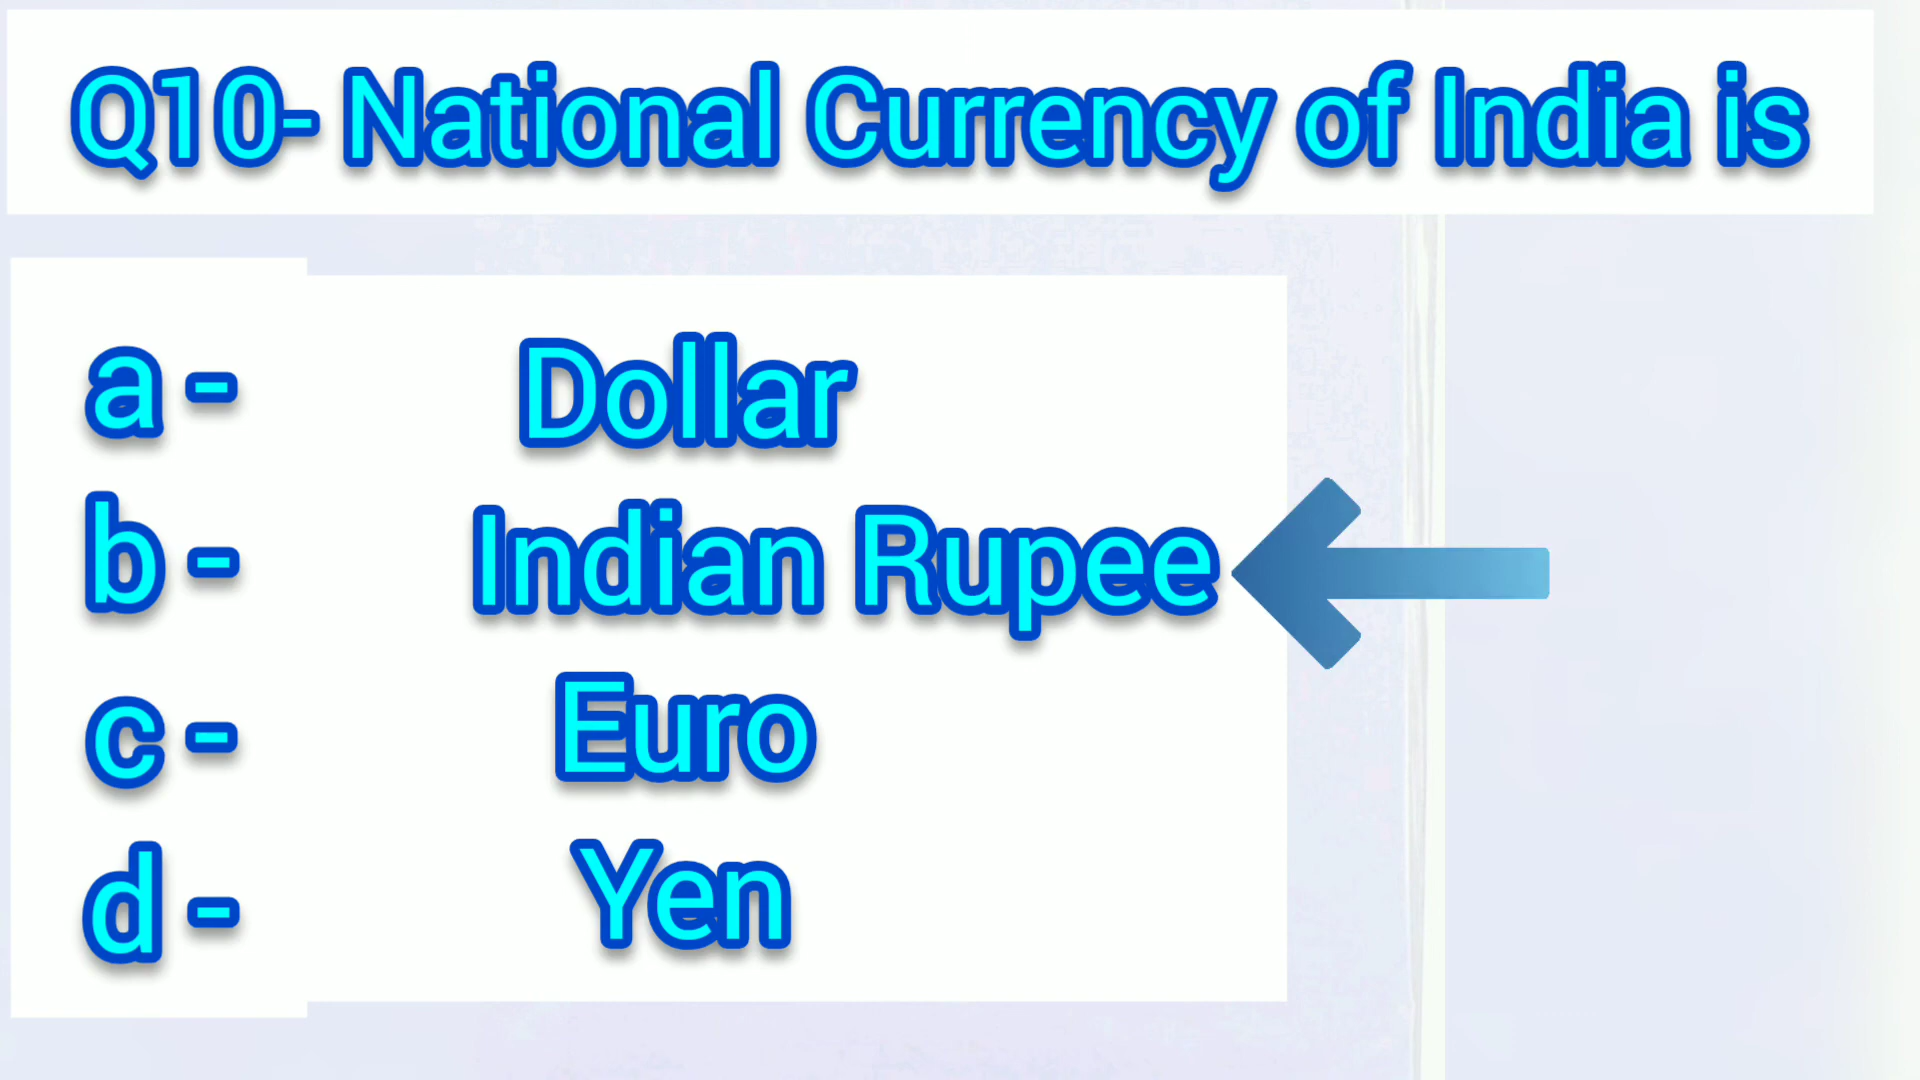 Q10- National Currency of India is
a - Dollar
b - Indian Rupee
c - Euro
d - Yen